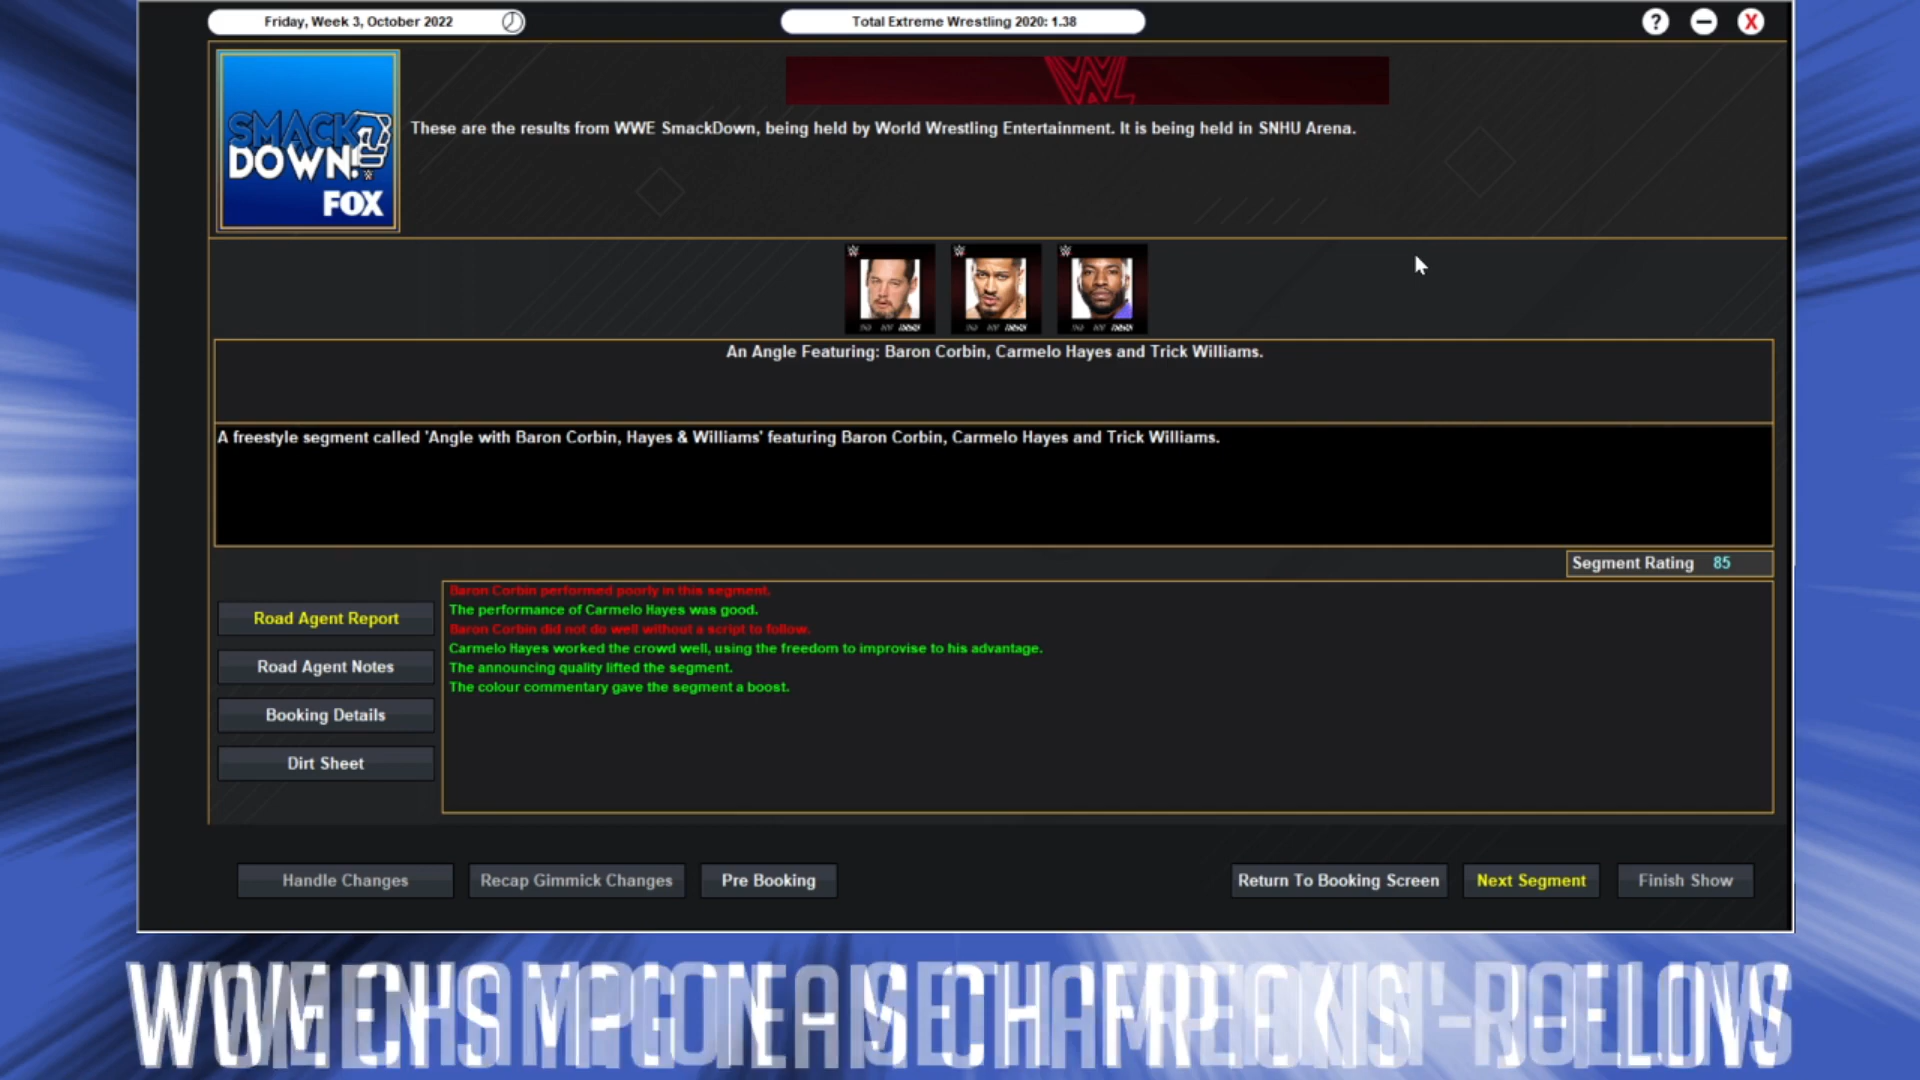 Friday, Week 3, October 2022
Total Extreme Wrestling 2020: 1.38
?
X
SMACK
DOWN!
FOX
These are the results from WWE SmackDown, being held by World Wrestling Entertainment. It is being held in SNHU Arena.
An Angle Featuring: Baron Corbin, Carmelo Hayes and Trick Williams.
A freestyle segment called 'Angle with Baron Corbin, Hayes & Williams' featuring Baron Corbin, Carmelo Hayes and Trick Williams.
Segment Rating 85
Road Agent Report
Road Agent Notes
Booking Details
Dirt Sheet
Baron Corbin performed poorly in this segment.
The performance of Carmelo Hayes was good.
Baron Corbin did not do well without a script to follow.
Carmelo Hayes worked the crowd well, using the freedom to improvise to his advantage.
The announcing quality lifted the segment.
The colour commentary gave the segment a boost.
Handle Changes
Recap Gimmick Changes
Pre Booking
Return To Booking Screen
Next Segment
Finish Show